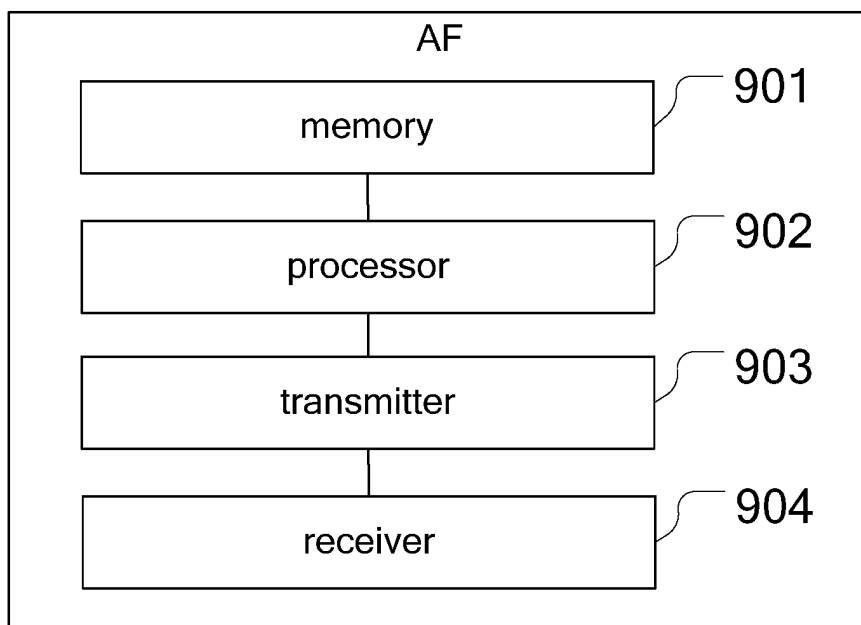 AF
memory
901
processor
902
transmitter
903
receiver
904